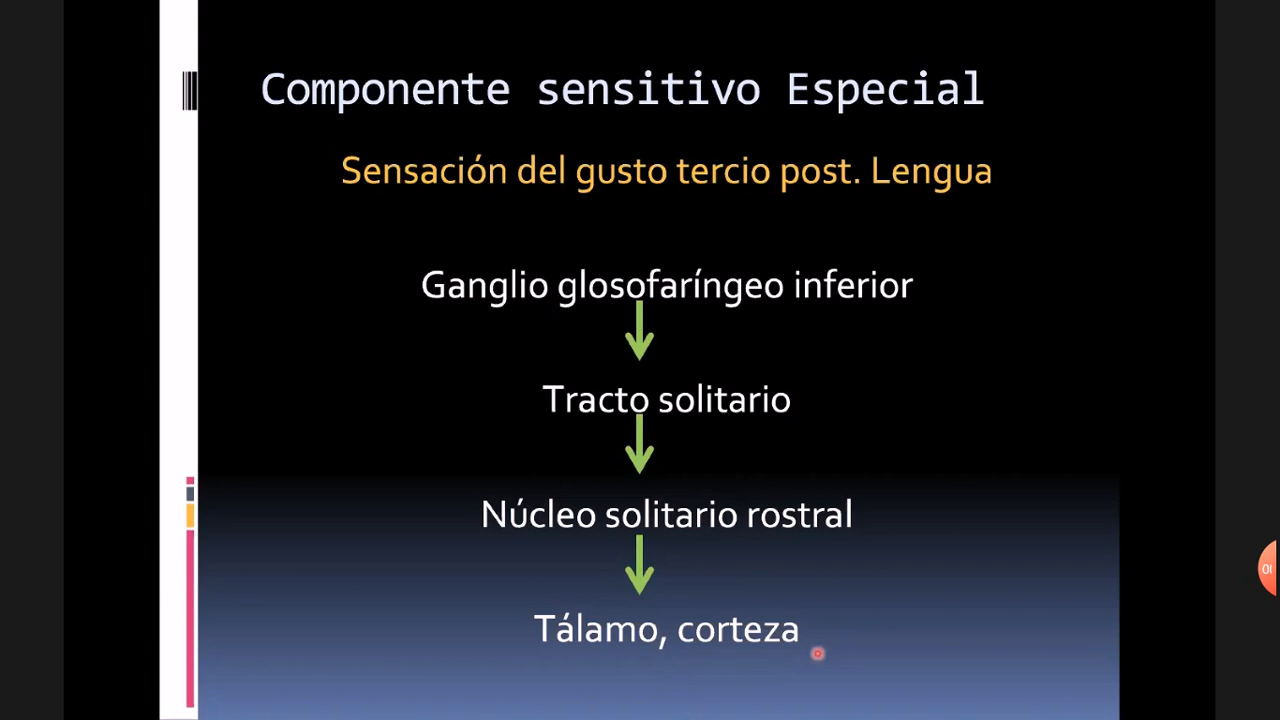 Componente sensitivo Especial
Sensación del gusto tercio post. Lengua
Ganglio glosofaríngeo inferior
Tracto solitario
Núcleo solitario rostral
Tálamo, corteza